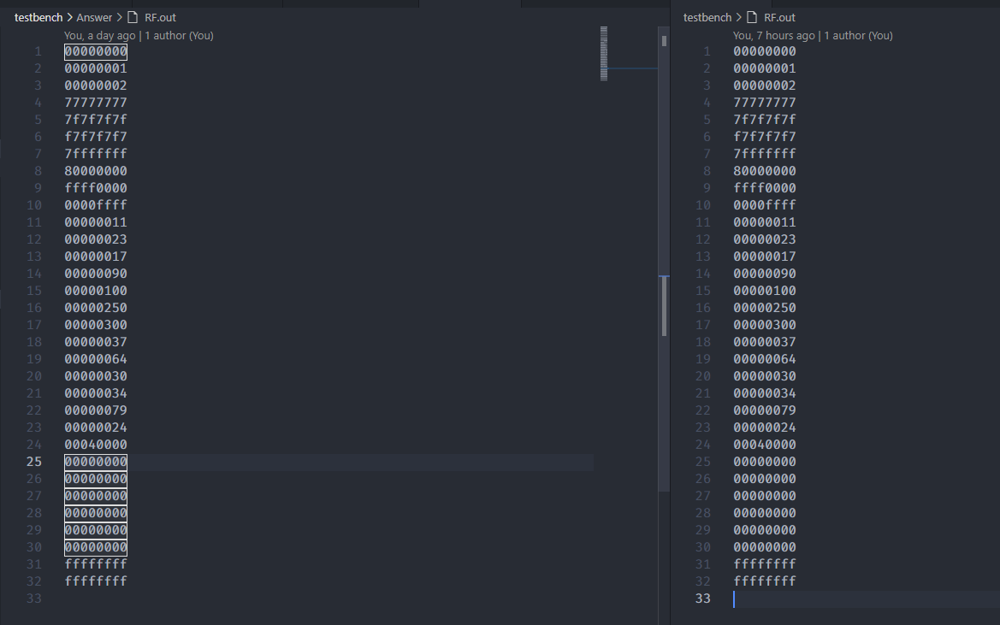 testbench > Answer > RF.out
You, a day ago | 1 author (You)
1 00000000
2 00000001
3 00000002
4 77777777
5 7f7f7f7f
6 f7f7f7f7
7 7fffffff
8 80000000
9 ffff0000
10 0000ffff
11 00000011
12 00000023
13 00000017
14 00000090
15 00000100
16 00000250
17 00000300
18 00000037
19 00000064
20 00000030
21 00000034
22 00000079
23 00000024
24 00040000
25 00000000
26 00000000
27 00000000
28 00000000
29 00000000
30 00000000
31 ffffffff
32 ffffffff
33
testbench > RF.out
You, 7 hours ago | 1 author (You)
1 00000000
2 00000001
3 00000002
4 77777777
5 7f7f7f7f
6 f7f7f7f7
7 7fffffff
8 80000000
9 ffff0000
10 0000ffff
11 00000011
12 00000023
13 00000017
14 00000090
15 00000100
16 00000250
17 00000300
18 00000037
19 00000064
20 00000030
21 00000034
22 00000079
23 00000024
24 00040000
25 00000000
26 00000000
27 00000000
28 00000000
29 00000000
30 00000000
31 ffffffff
32 ffffffff
33